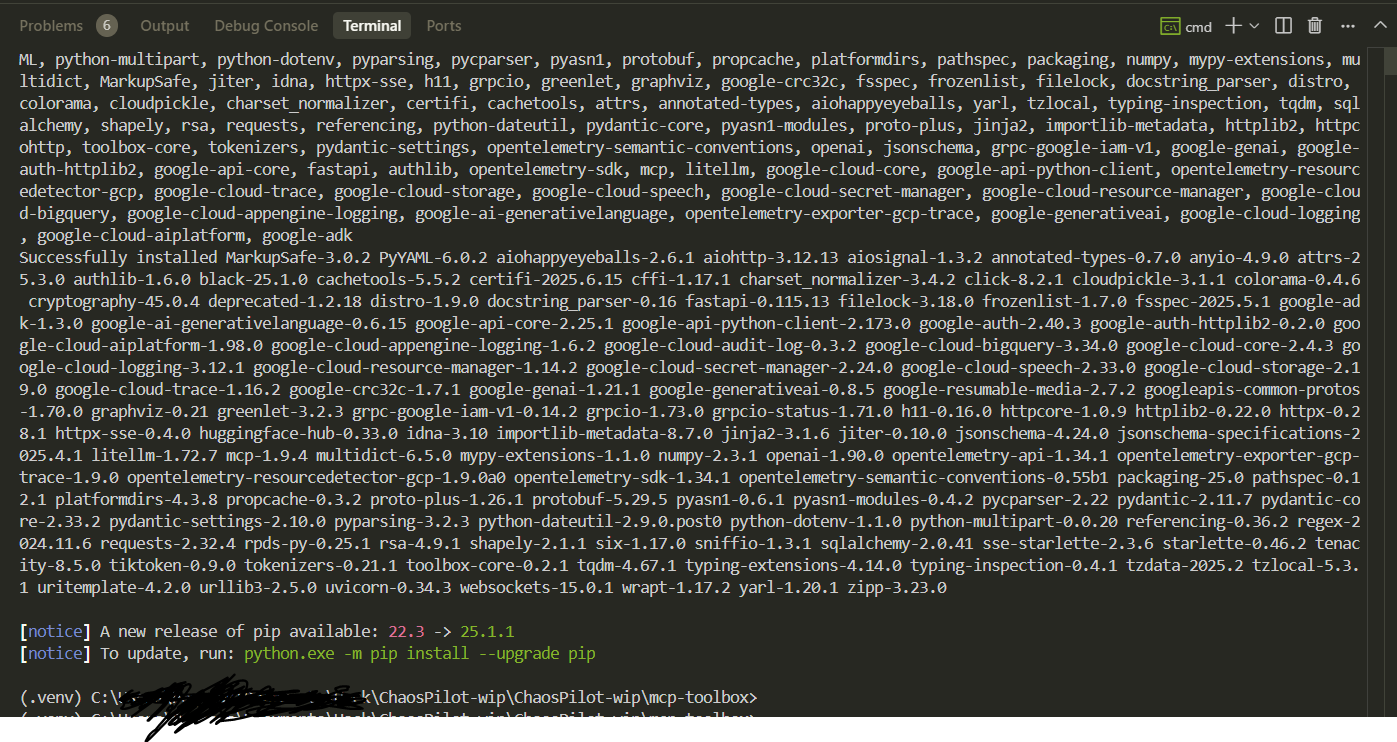 Problems 6 Output Debug Console Terminal Ports cmd
ML, python-multipart, python-dotenv, pyparsing, pycparser, pyasn1, protobuf, propcache, platformdirs, pathspec, packaging, numpy, mypy-extensions, mu
ltidict, MarkupSafe, jiter, idna, httpx-sse, h11, grpcio, greenlet, graphviz, google-crc32c, fsspec, frozenlist, filelock, docstring_parser, distro,
colorama, cloudpickle, charset_normalizer, certifi, cachetools, attrs, annotated-types, aiohappyeyeballs, yarl, tzlocal, typing-inspection, tqdm, sql
alchemy, shapely, rsa, requests, referencing, python-dateutil, pydantic-core, pyasn1-modules, proto-plus, jinja2, importlib-metadata, httplib2, httpc
ohttp, toolbox-core, tokenizers, pydantic-settings, opentelemetry-semantic-conventions, openai, jsonschema, grpc-google-iam-v1, google-genai, google-
auth-httplib2, google-api-core, fastapi, authlib, opentelemetry-sdk, mcp, litellm, google-cloud-core, google-api-python-client, opentelemetry-resourc
edetector-gcp, google-cloud-trace, google-cloud-storage, google-cloud-speech, google-cloud-secret-manager, google-cloud-resource-manager, google-clou
d-bigquery, google-cloud-appengine-logging, google-ai-generativelanguage, opentelemetry-exporter-gcp-trace, google-generativeai, google-cloud-logging
, google-cloud-aiplatform, google-adk
Successfully installed MarkupSafe-3.0.2 PyYAML-6.0.2 aiohappyeyeballs-2.6.1 aiohttp-3.12.13 aiosignal-1.3.2 annotated-types-0.7.0 anyio-4.9.0 attrs-2
5.3.0 authlib-1.6.0 black-25.1.0 cachetools-5.5.2 certifi-2025.6.15 cffi-1.17.1 charset_normalizer-3.4.2 click-8.2.1 cloudpickle-3.1.1 colorama-0.4.6
cryptography-45.0.4 deprecated-1.2.18 distro-1.9.0 docstring_parser-0.16 fastapi-0.115.13 filelock-3.18.0 frozenlist-1.7.0 fsspec-2025.5.1 google-ad
k-1.3.0 google-ai-generativelanguage-0.6.15 google-api-core-2.25.1 google-api-python-client-2.173.0 google-auth-2.40.3 google-auth-httplib2-0.2.0 goo
gle-cloud-aiplatform-1.98.0 google-cloud-appengine-logging-1.6.2 google-cloud-audit-log-0.3.2 google-cloud-bigquery-3.34.0 google-cloud-core-2.4.3 go
ogle-cloud-logging-3.12.1 google-cloud-resource-manager-1.14.2 google-cloud-secret-manager-2.24.0 google-cloud-speech-2.33.0 google-cloud-storage-2.1
9.0 google-cloud-trace-1.16.2 google-crc32c-1.7.1 google-genai-1.21.1 google-generativeai-0.8.5 google-resumable-media-2.7.2 googleapis-common-protos
-1.70.0 graphviz-0.21 greenlet-3.2.3 grpc-google-iam-v1-0.14.2 grpcio-1.73.0 grpcio-status-1.71.0 h11-0.16.0 httpcore-1.0.9 httplib2-0.22.0 httpx-0.2
8.1 httpx-sse-0.4.0 huggingface-hub-0.33.0 idna-3.10 importlib-metadata-8.7.0 jinja2-3.1.6 jiter-0.10.0 jsonschema-4.24.0 jsonschema-specifications-2
025.4.1 litellm-1.72.7 mcp-1.9.4 multidict-6.5.0 mypy-extensions-1.1.0 numpy-2.3.1 openai-1.90.0 opentelemetry-api-1.34.1 opentelemetry-exporter-gcp-
trace-1.9.0 opentelemetry-resourcedetector-gcp-1.9.0a0 opentelemetry-sdk-1.34.1 opentelemetry-semantic-conventions-0.55b1 packaging-25.0 pathspec-0.1
2.1 platformdirs-4.3.8 propcache-0.3.2 proto-plus-1.26.1 protobuf-5.29.5 pyasn1-0.6.1 pyasn1-modules-0.4.2 pycparser-2.22 pydantic-2.11.7 pydantic-co
re-2.33.2 pydantic-settings-2.10.0 pyparsing-3.2.3 python-dateutil-2.9.0.post0 python-dotenv-1.1.0 python-multipart-0.0.20 referencing-0.36.2 regex-2
024.11.6 requests-2.32.4 rpds-py-0.25.1 rsa-4.9.1 shapely-2.1.1 six-1.17.0 sniffio-1.3.1 sqlalchemy-2.0.41 sse-starlette-2.3.6 starlette-0.46.2 tenac
ity-8.5.0 tiktoken-0.9.0 tokenizers-0.21.1 toolbox-core-0.2.1 tqdm-4.67.1 typing-extensions-4.14.0 typing-inspection-0.4.1 tzdata-2025.2 tzlocal-5.3.
1 uritemplate-4.2.0 urllib3-2.5.0 uvicorn-0.34.3 websockets-15.0.1 wrapt-1.17.2 yarl-1.20.1 zipp-3.23.0
[notice] A new release of pip available: 22.3 -> 25.1.1
[notice] To update, run: python.exe -m pip install --upgrade pip
(.venv) C:\ \ChaosPilot-wip\ChaosPilot-wip\mcp-toolbox>